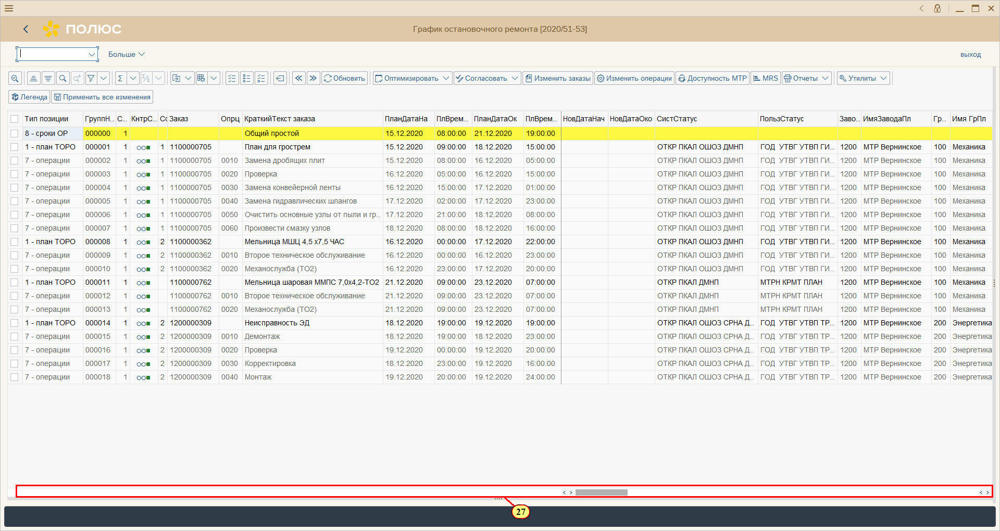 ПОЛЮС
График остановочного ремонта [2020/51-53]
Больше
выход
Обновить Оптимизировать Согласовать Изменить заказы Изменить операции Доступность МТР MRS Отчеты Утилиты
Легенда Применить все изменения
Тип позиции ГруппН... С... КнтрС... Сс Заказ Опрц КраткийТекст заказа ПланДатаНа ПлВрем... ПланДатаОк ПлВрем... НовДатаНач НовДатаОко СистСтатус ПользСтатус Заво... ИмяЗаводаПл Гр... Имя ГрПл
8 - сроки ОР 000000 1 Общий простой 15.12.2020 08:00:00 21.12.2020 19:00:00
1 - план ТОРО 000001 1 1 1100000705 План для грострем 15.12.2020 09:00:00 18.12.2020 15:00:00 ОТКР ПКАЛ ОШОЗ ДМНП ГОД УТВГ УТВП ГИ... 1200 МТР Вернинское 100 Механика
7 - операции 000002 1 1 1100000705 0010 Замена дробящих плит 15.12.2020 08:00:00 16.12.2020 05:00:00 ОТКР ПКАЛ ОШОЗ ДМНП ГОД УТВГ УТВП ГИ... 1200 МТР Вернинское 100 Механика
7 - операции 000003 1 1 1100000705 0020 Проверка 16.12.2020 05:00:00 16.12.2020 15:00:00 ОТКР ПКАЛ ОШОЗ ДМНП ГОД УТВГ УТВП ГИ... 1200 МТР Вернинское 100 Механика
7 - операции 000004 1 1 1100000705 0030 Замена конвейерной ленты 16.12.2020 15:00:00 17.12.2020 01:00:00 ОТКР ПКАЛ ОШОЗ ДМНП ГОД УТВГ УТВП ГИ... 1200 МТР Вернинское 100 Механика
7 - операции 000005 1 1 1100000705 0040 Замена гидравлических шлангов 17.12.2020 02:00:00 17.12.2020 23:00:00 ОТКР ПКАЛ ОШОЗ ДМНП ГОД УТВГ УТВП ГИ... 1200 МТР Вернинское 100 Механика
7 - операции 000006 1 1 1100000705 0050 Очистить основные узлы от пыли и гр... 17.12.2020 21:00:00 18.12.2020 08:00:00 ОТКР ПКАЛ ОШОЗ ДМНП ГОД УТВГ УТВП ГИ... 1200 МТР Вернинское 100 Механика
7 - операции 000007 1 1 1100000705 0060 Произвести смазку узлов 18.12.2020 08:00:00 18.12.2020 16:00:00 ОТКР ПКАЛ ОШОЗ ДМНП ГОД УТВГ УТВП ГИ... 1200 МТР Вернинское 100 Механика
1 - план ТОРО 000008 1 2 1100000362 Мельница МШЦ 4,5 х7,5 ЧАС 16.12.2020 00:00:00 17.12.2020 22:00:00 ОТКР ПКАЛ ОШОЗ ДМНП ГОД УТВГ УТВП ГИ... 1200 МТР Вернинское 100 Механика
7 - операции 000009 1 2 1100000362 0010 Второе техническое обслуживание 16.12.2020 00:00:00 16.12.2020 23:00:00 ОТКР ПКАЛ ОШОЗ ДМНП ГОД УТВГ УТВП ГИ... 1200 МТР Вернинское 100 Механика
7 - операции 000010 1 2 1100000362 0020 Механослужба (ТО2) 16.12.2020 23:00:00 17.12.2020 20:00:00 ОТКР ПКАЛ ОШОЗ ДМНП ГОД УТВГ УТВП ГИ... 1200 МТР Вернинское 100 Механика
1 - план ТОРО 000011 1 1100000762 Мельница шаровая ММПС 7,0х4,2-ТО2 21.12.2020 09:00:00 23.12.2020 07:00:00 ОТКР ПКАЛ ДМНП МТРН КРМТ ПЛАН 1200 МТР Вернинское 100 Механика
7 - операции 000012 1 1100000762 0010 Второе техническое обслуживание 21.12.2020 09:00:00 23.12.2020 07:00:00 ОТКР ПКАЛ ДМНП МТРН КРМТ ПЛАН 1200 МТР Вернинское 100 Механика
7 - операции 000013 1 1100000762 0020 Механослужба (ТО2) 21.12.2020 09:00:00 23.12.2020 07:00:00 ОТКР ПКАЛ ДМНП МТРН КРМТ ПЛАН 1200 МТР Вернинское 100 Механика
1 - план ТОРО 000014 1 2 1200000309 Неисправность ЭД 18.12.2020 19:00:00 19.12.2020 19:00:00 ОТКР ПКАЛ ОШОЗ СРНА Д... ГОД УТВГ УТВП ТР... 1200 МТР Вернинское 200 Энергетика
7 - операции 000015 1 2 1200000309 0010 Демонтаж 18.12.2020 19:00:00 18.12.2020 23:00:00 ОТКР ПКАЛ ОШОЗ СРНА Д... ГОД УТВГ УТВП ТР... 1200 МТР Вернинское 200 Энергетика
7 - операции 000016 1 2 1200000309 0020 Проверка 19.12.2020 00:00:00 19.12.2020 20:00:00 ОТКР ПКАЛ ОШОЗ СРНА Д... ГОД УТВГ УТВП ТР... 1200 МТР Вернинское 200 Энергетика
7 - операции 000017 1 2 1200000309 0030 Корректировка 18.12.2020 23:00:00 19.12.2020 16:00:00 ОТКР ПКАЛ ОШОЗ СРНА Д... ГОД УТВГ УТВП ТР... 1200 МТР Вернинское 200 Энергетика
7 - операции 000018 1 2 1200000309 0040 Монтаж 19.12.2020 20:00:00 19.12.2020 24:00:00 ОТКР ПКАЛ ОШОЗ СРНА Д... ГОД УТВГ УТВП ТР... 1200 МТР Вернинское 200 Энергетика
27